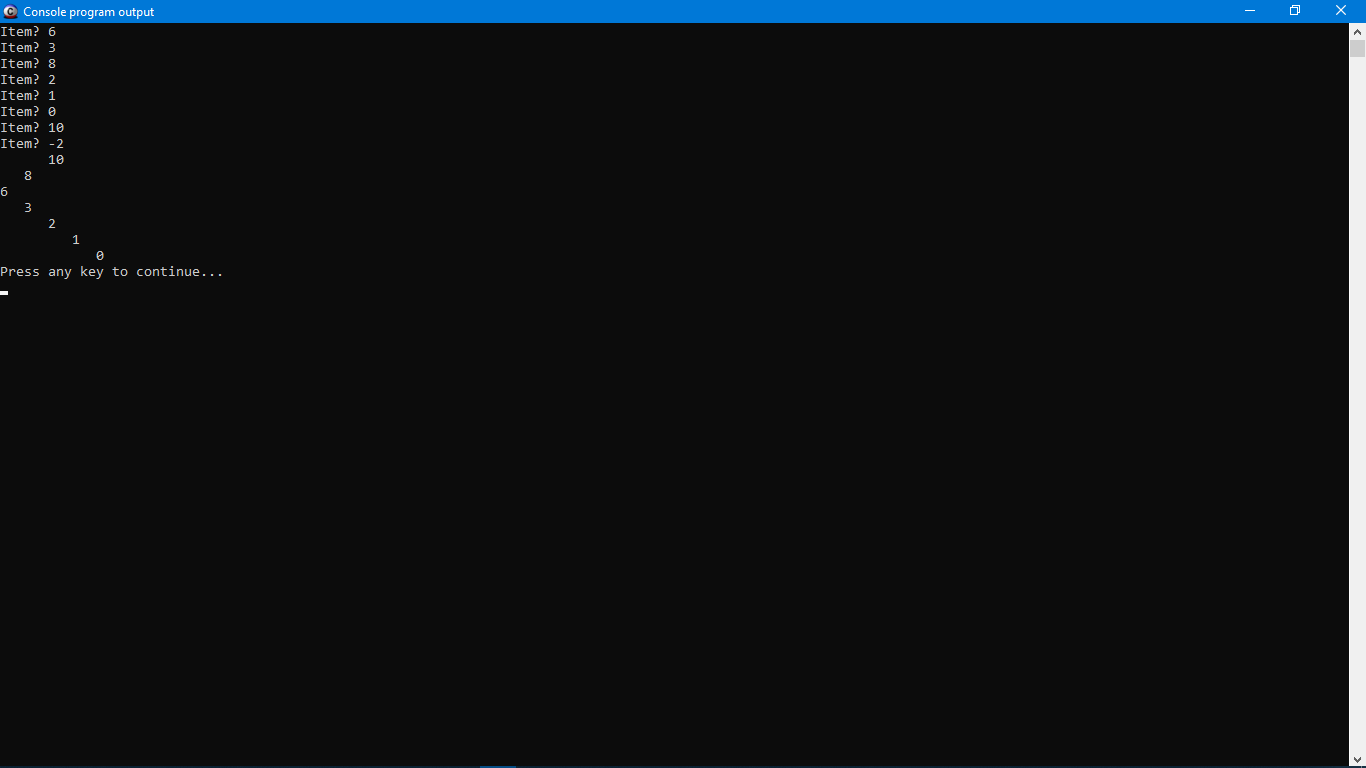 Console program output
Item? 6
Item? 3
Item? 8
Item? 2
Item? 1
Item? 0
Item? 10
Item? -2
      10
   8
6
   3
      2
         1
            0
Press any key to continue...